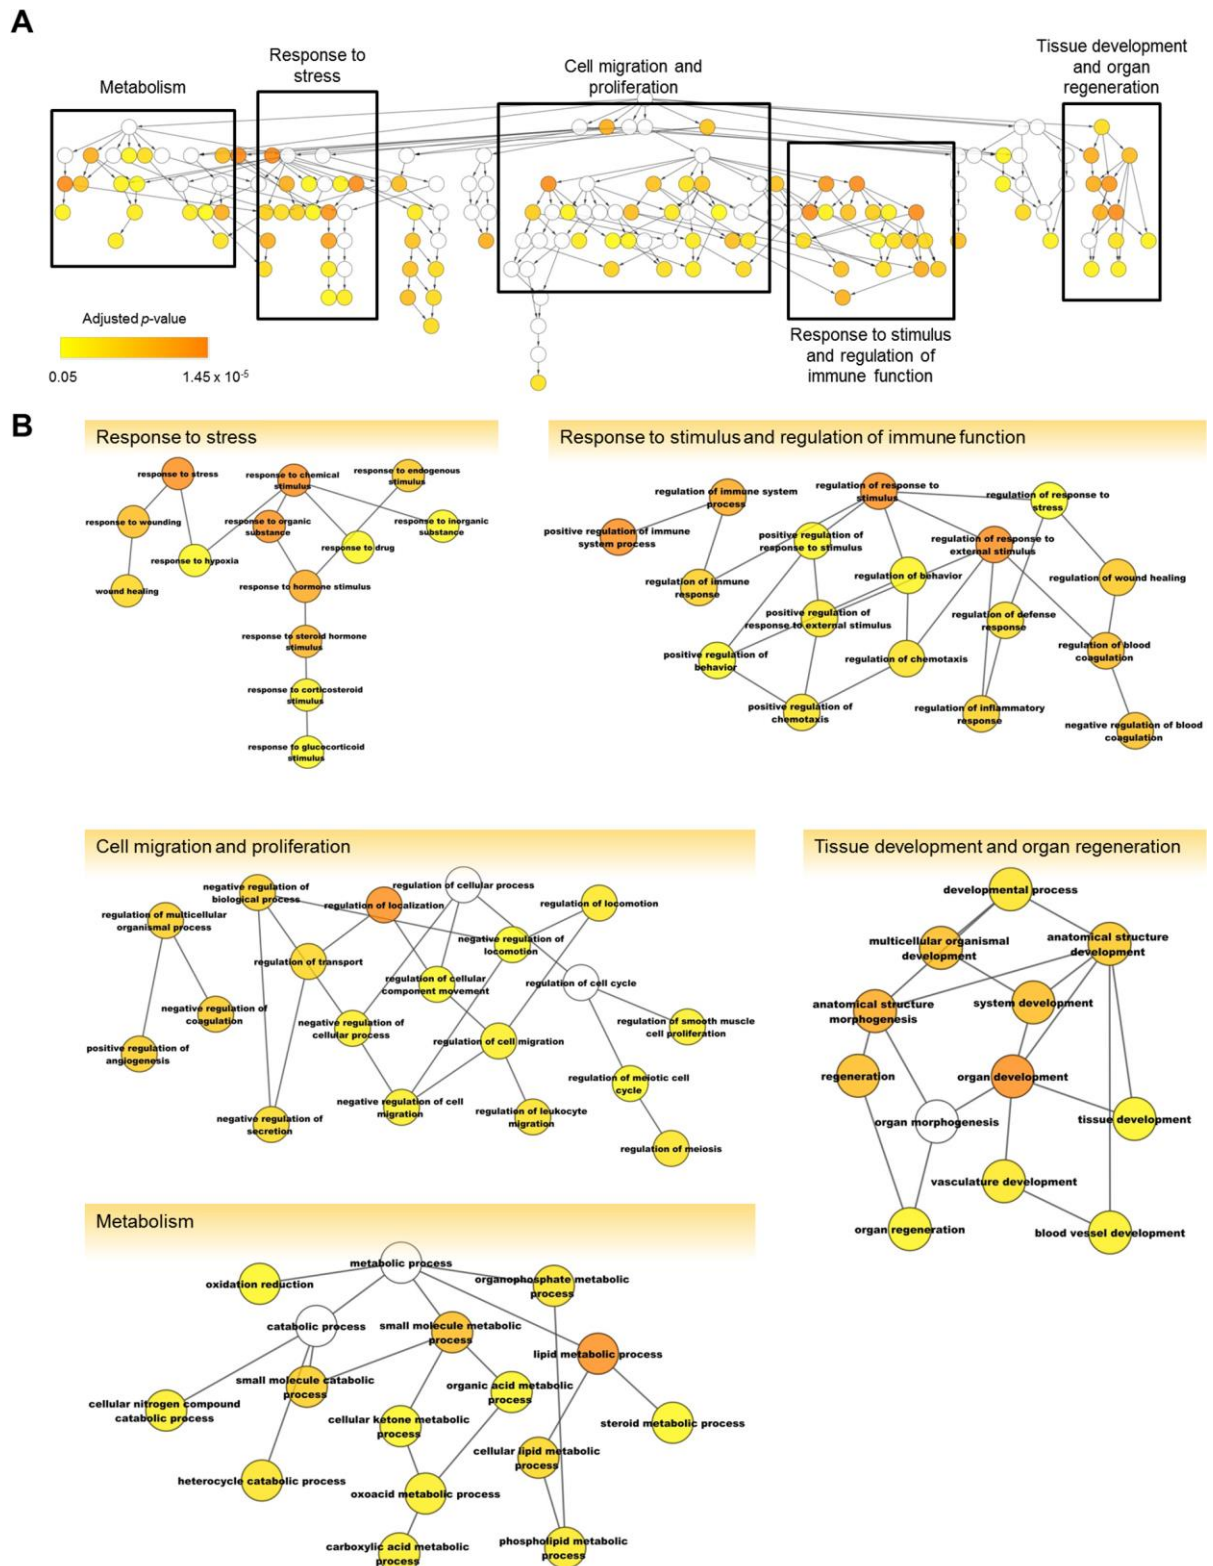 A
Metabolism
Response to
stress
Cell migration and
proliferation
Tissue development
and organ
regeneration
Response to stimulus
and regulation of
immune function
Adjusted p-value
0.05
1.45 x 10⁻⁵
B
Response to stress
response to stress
response to chemical
stimulus
response to endogenous
stimulus
response to wounding
response to organic
substance
response to inorganic
substance
response to hypoxia
response to drug
wound healing
response to hormone stimulus
response to steroid hormone
stimulus
response to corticosteroid
stimulus
response to glucocorticoid
stimulus
Response to stimulus and regulation of immune function
regulation of immune system
process
regulation of response to
stimulus
regulation of response to
stress
positive regulation of immune
system process
positive regulation of
response to stimulus
regulation of response to
external stimulus
regulation of immune
response
regulation of behavior
regulation of wound healing
positive regulation of
response to external stimulus
regulation of defense
response
positive regulation of
behavior
regulation of chemotaxis
regulation of blood
coagulation
positive regulation of
chemotaxis
regulation of inflammatory
response
negative regulation of blood
coagulation
Cell migration and proliferation
negative regulation of
biological process
regulation of cellular process
regulation of localization
regulation of locomotion
regulation of multicellular
organismal process
negative regulation of
locomotion
regulation of transport
regulation of cellular
component movement
regulation of cell cycle
negative regulation of
coagulation
negative regulation of
cellular process
regulation of smooth muscle
cell proliferation
positive regulation of
angiogenesis
regulation of cell migration
regulation of meiotic cell
cycle
negative regulation of cell
migration
negative regulation of
secretion
regulation of leukocyte
migration
regulation of meiosis
Tissue development and organ regeneration
developmental process
multicellular organismal
development
anatomical structure
development
anatomical structure
morphogenesis
system development
regeneration
organ development
organ morphogenesis
tissue development
vasculature development
organ regeneration
blood vessel development
Metabolism
metabolic process
oxidation reduction
organophosphate metabolic
process
catabolic process
small molecule metabolic
process
lipid metabolic process
small molecule catabolic
process
organic acid metabolic
process
cellular nitrogen compound
catabolic process
cellular ketone metabolic
process
steroid metabolic process
cellular lipid metabolic
process
heterocycle catabolic process
oxoacid metabolic process
carboxylic acid metabolic
process
phospholipid metabolic
process